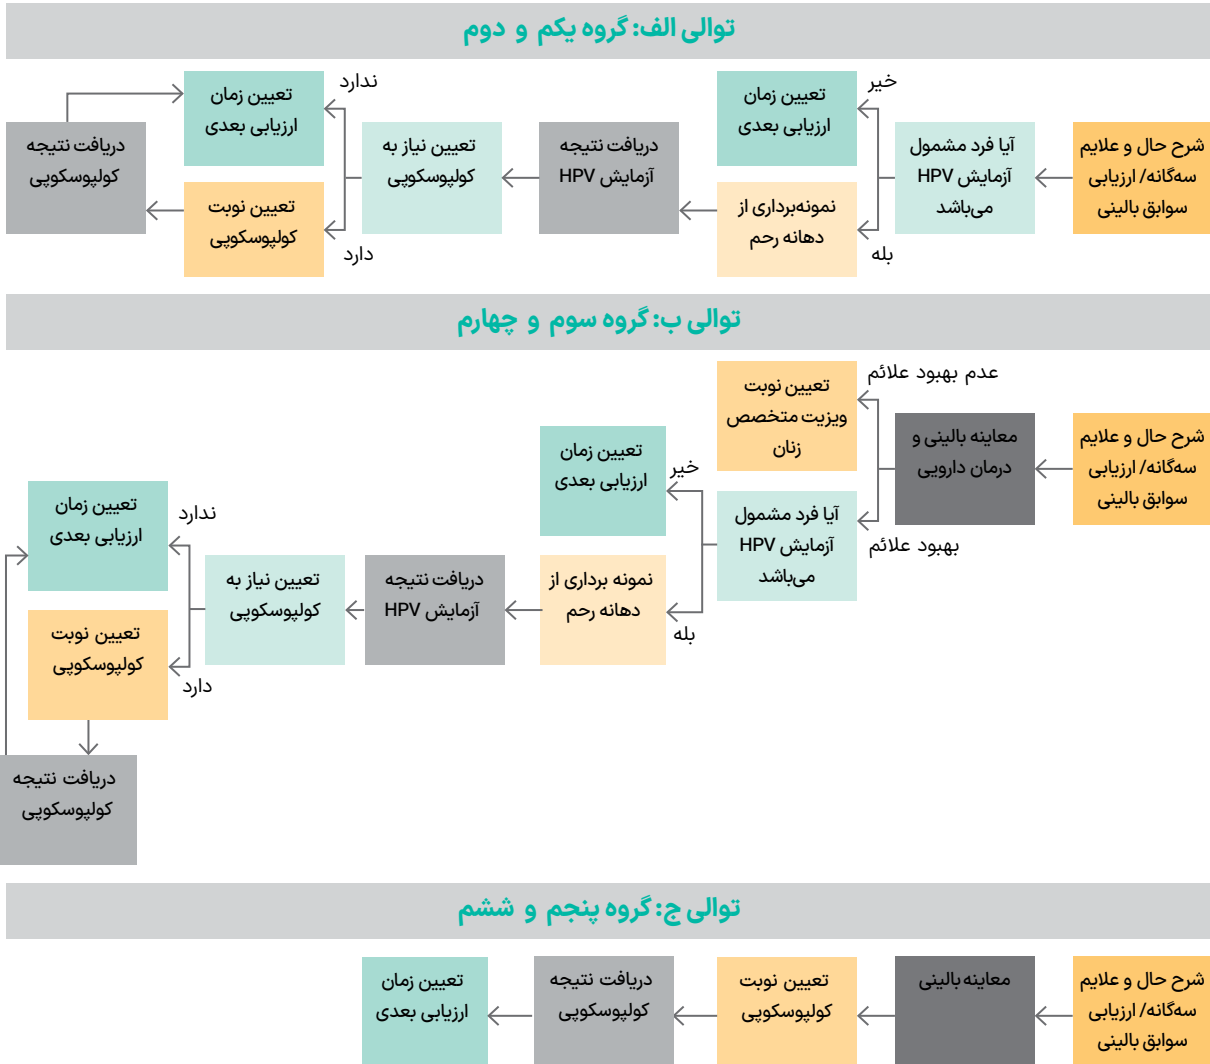 توالی الف: گروه یکم و دوم
شرح حال و علایم
سه‌گانه/ ارزیابی
سوابق بالینی
آیا فرد مشمول
آزمایش HPV
می‌باشد
خیر
تعیین زمان
ارزیابی بعدی
بله
نمونه‌برداری از
دهانه رحم
دریافت نتیجه
آزمایش HPV
تعیین نیاز به
کولپوسکوپی
ندارد
تعیین زمان
ارزیابی بعدی
دارد
تعیین نوبت
کولپوسکوپی
دریافت نتیجه
کولپوسکوپی
توالی ب: گروه سوم و چهارم
شرح حال و علایم
سه‌گانه/ ارزیابی
سوابق بالینی
معاینه بالینی و
درمان دارویی
عدم بهبود علائم
تعیین نوبت
ویزیت متخصص
زنان
بهبود علائم
آیا فرد مشمول
آزمایش HPV
می‌باشد
خیر
تعیین زمان
ارزیابی بعدی
بله
نمونه برداری از
دهانه رحم
دریافت نتیجه
آزمایش HPV
تعیین نیاز به
کولپوسکوپی
ندارد
تعیین زمان
ارزیابی بعدی
دارد
تعیین نوبت
کولپوسکوپی
دریافت نتیجه
کولپوسکوپی
توالی ج: گروه پنجم و ششم
شرح حال و علایم
سه‌گانه/ ارزیابی
سوابق بالینی
معاینه بالینی
تعیین نوبت
کولپوسکوپی
دریافت نتیجه
کولپوسکوپی
تعیین زمان
ارزیابی بعدی